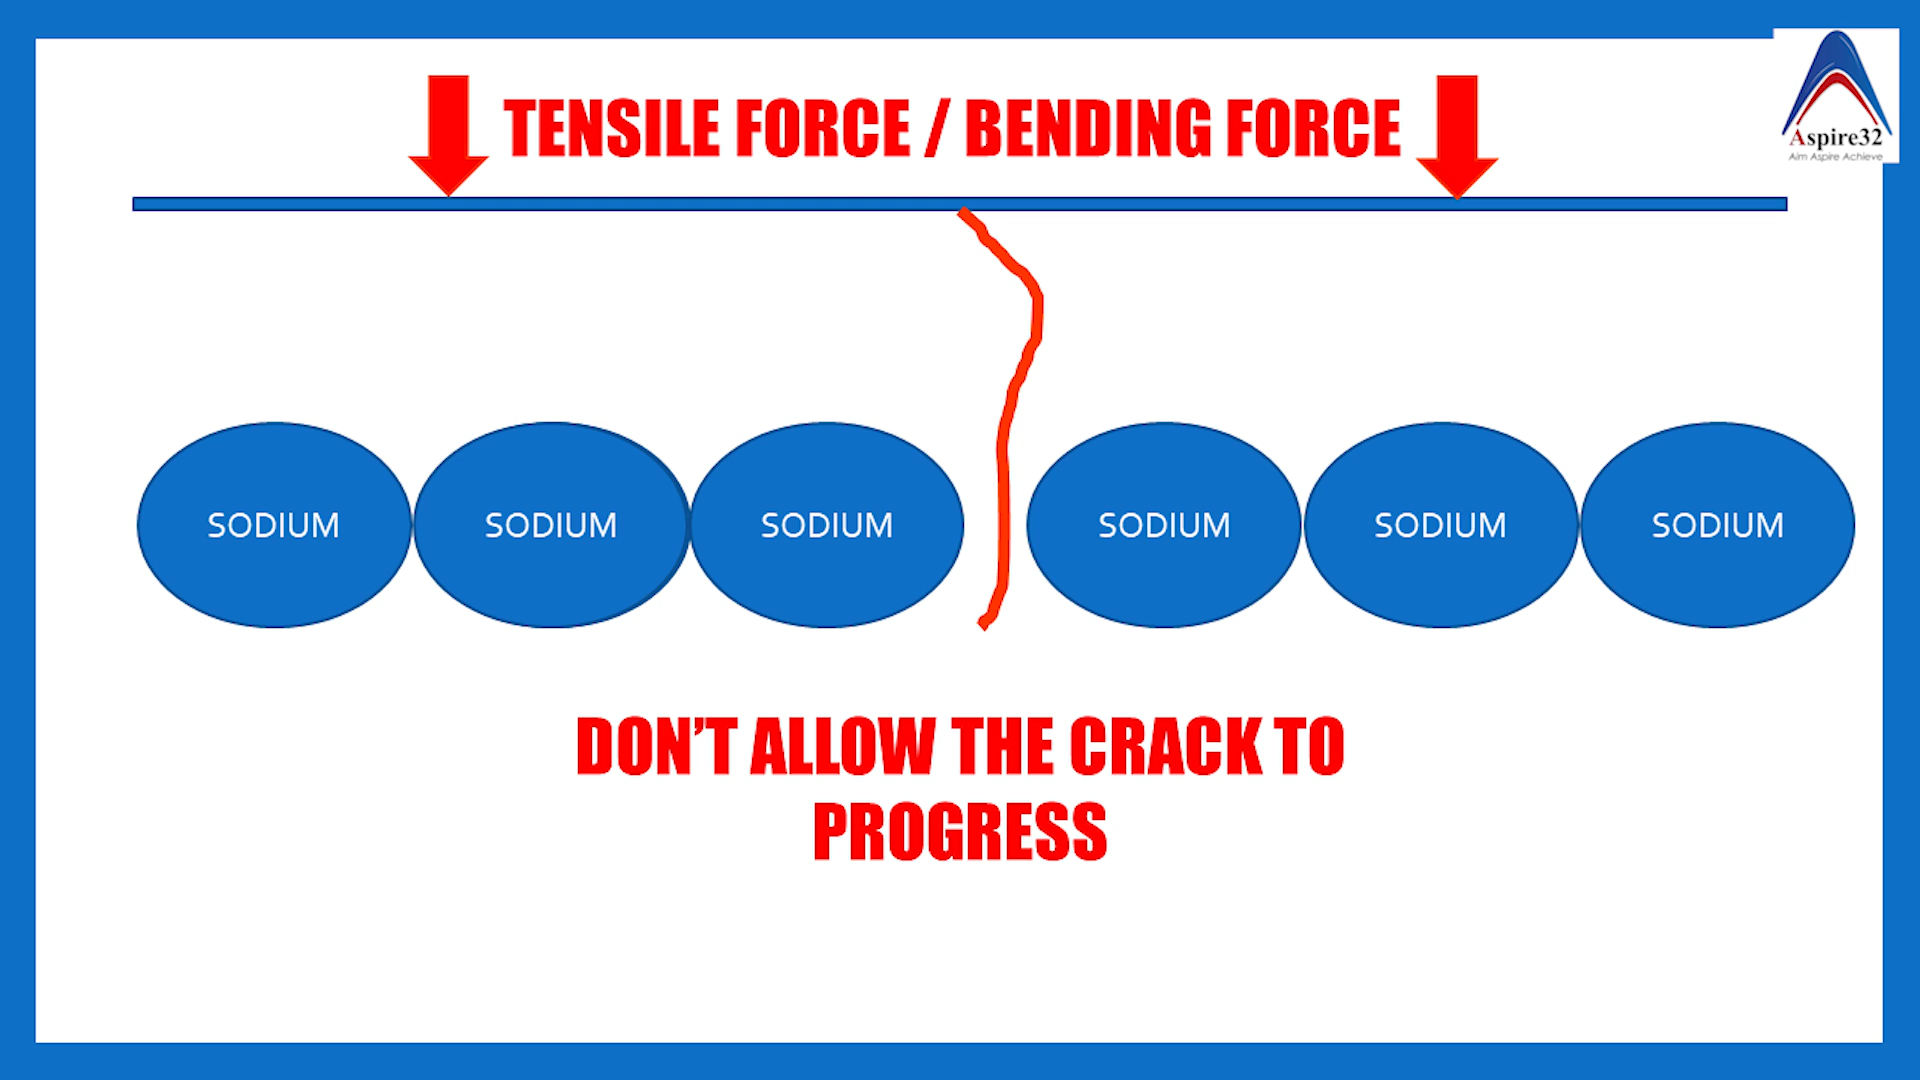 TENSILE FORCE / BENDING FORCE
Aspire32
Aim Aspire Achieve
SODIUM SODIUM SODIUM SODIUM SODIUM SODIUM
DON’T ALLOW THE CRACK TO
PROGRESS